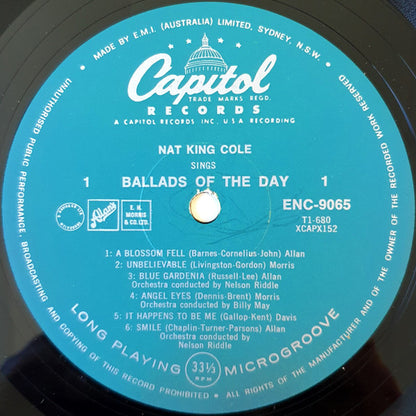 MADE BY E.M.I. (AUSTRALIA) LIMITED, SYDNEY, N.S.W.
Capitol
TRADE MARKS REGD.
RECORDS
A CAPITOL RECORDS INC., U.S.A RECORDING
NAT KING COLE
SINGS
1 BALLADS OF THE DAY 1
ENC-9065
T1-680
XCAPX152
Allans
E. H.
MORRIS
& CO. LTD.
1: A BLOSSOM FELL (Barnes-Cornelius-John) Allan
2: UNBELIEVABLE (Livingston-Gordon) Morris
3: BLUE GARDENIA (Russell-Lee) Allan
Orchestra conducted by Nelson Riddle
4: ANGEL EYES (Dennis-Brent) Morris
Orchestra conducted by Billy May
5: IT HAPPENS TO BE ME (Gallop-Kent) Davis
6: SMILE (Chaplin-Turner-Parsons) Allan
Orchestra conducted by
Nelson Riddle
LONG PLAYING 33 1/3 MICROGROOVE
RPM
UNAUTHORISED PUBLIC PERFORMANCE, BROADCASTING AND COPYING OF THIS RECORD PROHIBITED • ALL RIGHTS OF THE MANUFACTURER AND OF THE OWNER OF THE RECORDED WORK RESERVED